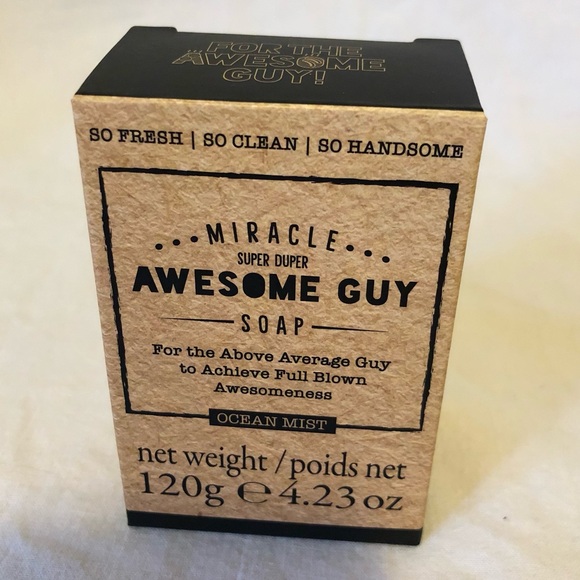 ...FOR THE
AWESOME
GUY!
SO FRESH | SO CLEAN | SO HANDSOME
...MIRACLE...
SUPER DUPER
AWESOME GUY
SOAP
For the Above Average Guy
to Achieve Full Blown
Awesomeness
OCEAN MIST
net weight / poids net
120g ℮ 4.23 oz